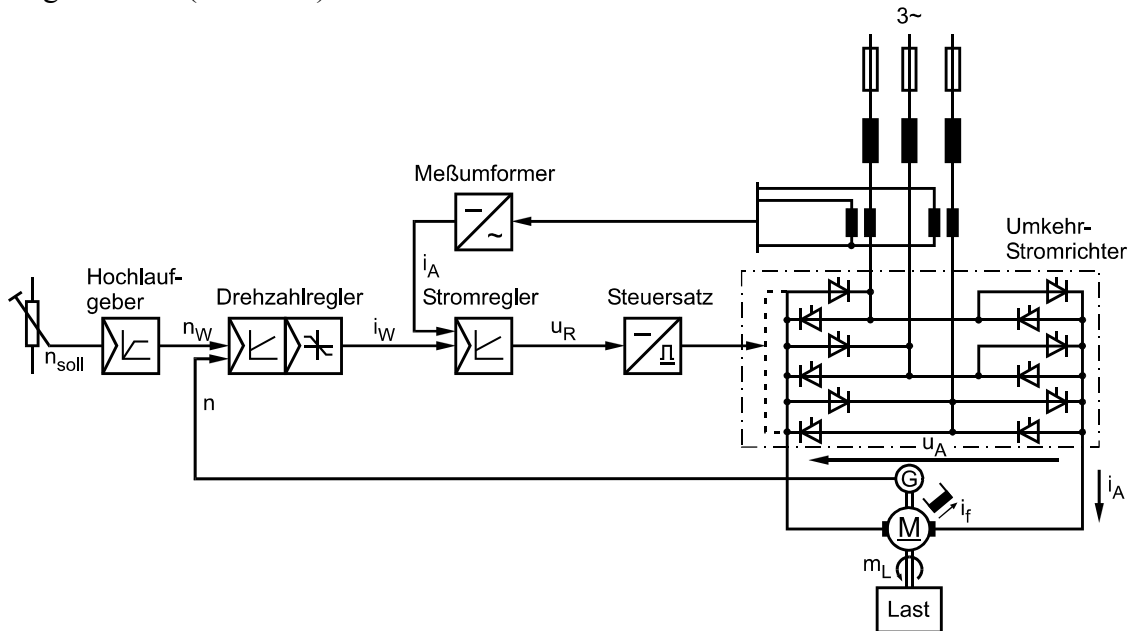 3~
Meßumformer
–
~
Umkehr-
Stromrichter
i_A
Hochlauf-
geber
Drehzahlregler
Stromregler
Steuersatz
n_soll
n_W
i_W
u_R
–
n
u_A
G
i_A
i_f
M
m_L
Last